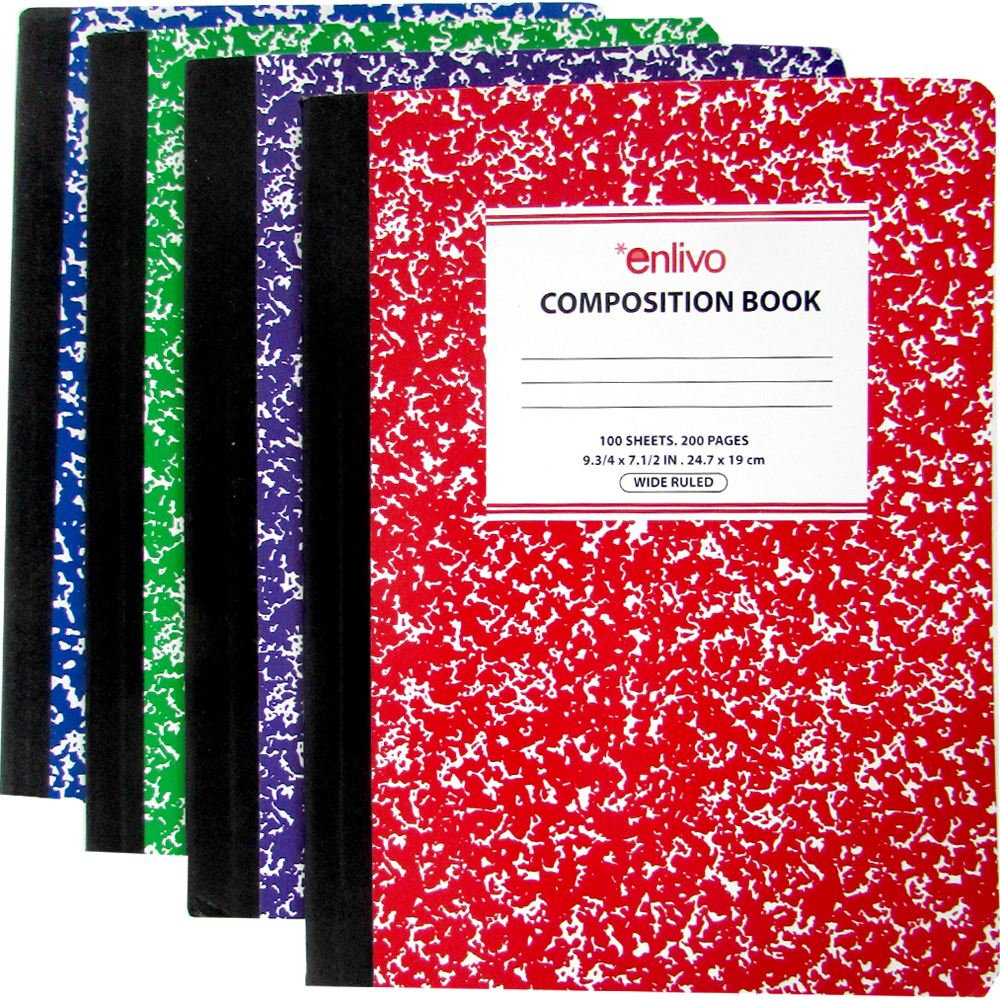 *enlivo
COMPOSITION BOOK
100 SHEETS. 200 PAGES
9.3/4 x 7.1/2 IN . 24.7 x 19 cm
WIDE RULED